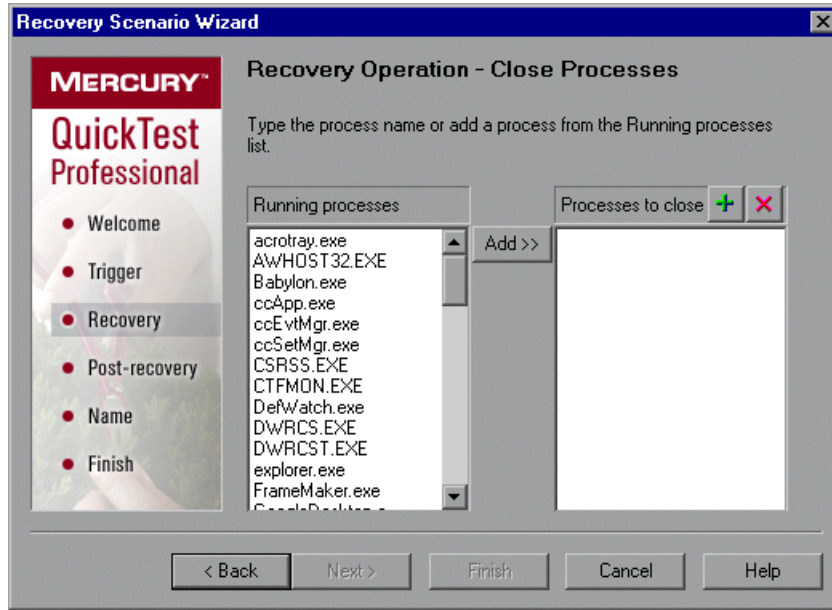 Recovery Scenario Wizard
MERCURY™
QuickTest
Professional
Welcome
Trigger
Recovery
Post-recovery
Name
Finish
Recovery Operation - Close Processes
Type the process name or add a process from the Running processes
list.
Running processes
acrotray.exe
AWHOST32.EXE
Babylon.exe
ccApp.exe
ccEvtMgr.exe
ccSetMgr.exe
CSRSS.EXE
CTFMON.EXE
DefWatch.exe
DWRCS.EXE
DWRCST.EXE
explorer.exe
FrameMaker.exe
Add >>
Processes to close
< Back
Next >
Finish
Cancel
Help